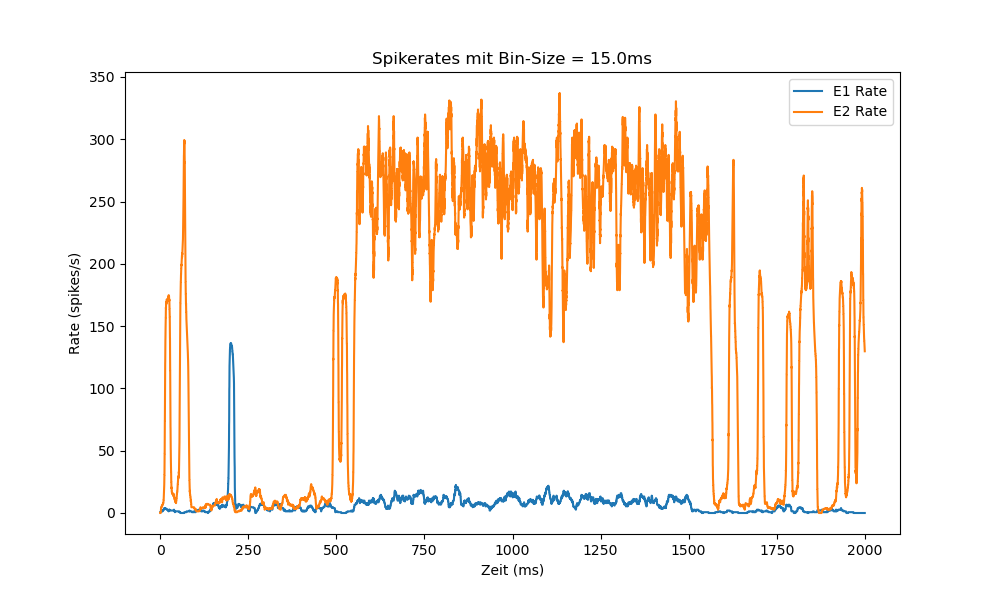 Spikerates mit Bin-Size = 15.0ms
E1 Rate
E2 Rate
Rate (spikes/s)
350
300
250
200
150
100
50
0
0 250 500 750 1000 1250 1500 1750 2000
Zeit (ms)